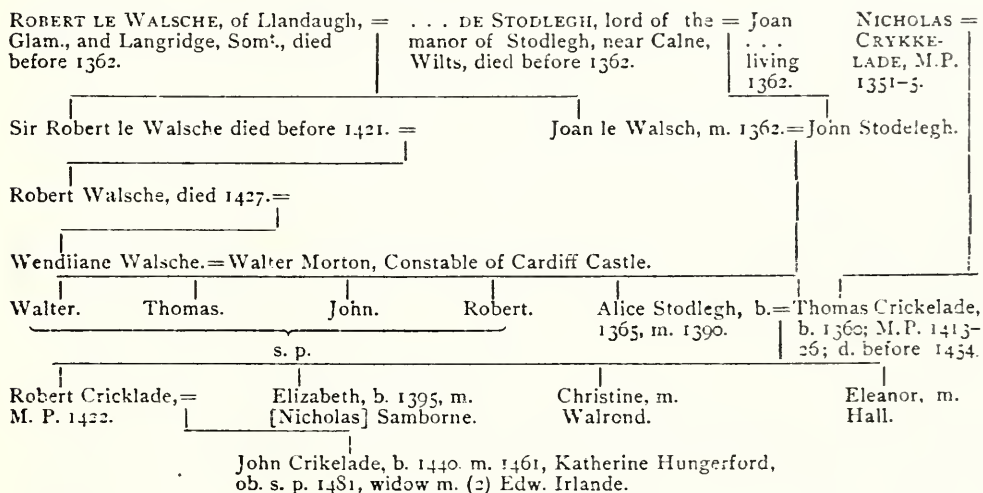 ROBERT LE WALSCHE, of Llandaugh, = . . . DE STODLEGH, lord of the = Joan NICHOLAS =
Glam., and Langridge, Somt., died manor of Stodlegh, near Calne, . . . CRYKKE-
before 1362. Wilts, died before 1362. living LADE, M.P.
1362. 1351-5.
Sir Robert le Walsche died before 1421. = Joan le Walsch, m. 1362.=John Stodelegh.
Robert Walsche, died 1427.=
Wendiiane Walsche.=Walter Morton, Constable of Cardiff Castle.
Walter. Thomas. John. Robert. Alice Stodlegh, b.=Thomas Crickelade,
1365, m. 1390. b. 1360; M.P. 1413-
s. p. 26; d. before 1454.
Robert Cricklade,= Elizabeth, b. 1395, m. Christine, m. Eleanor, m.
M. P. 1422. [Nicholas] Samborne. Walrond. Hall.
John Crikelade, b. 1440. m. 1461, Katherine Hungerford,
ob. s. p. 1481, widow m. (2) Edw. Irlande.